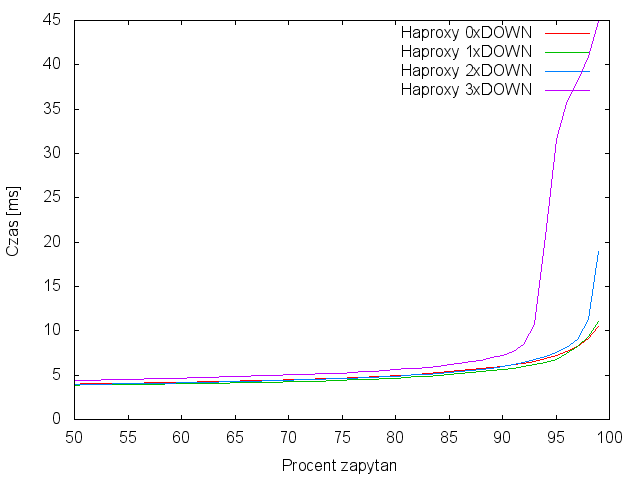 45
40
35
30
25
20
15
10
5
0
Czas [ms]
Haproxy 0xDOWN
Haproxy 1xDOWN
Haproxy 2xDOWN
Haproxy 3xDOWN
50 55 60 65 70 75 80 85 90 95 100
Procent zapytan